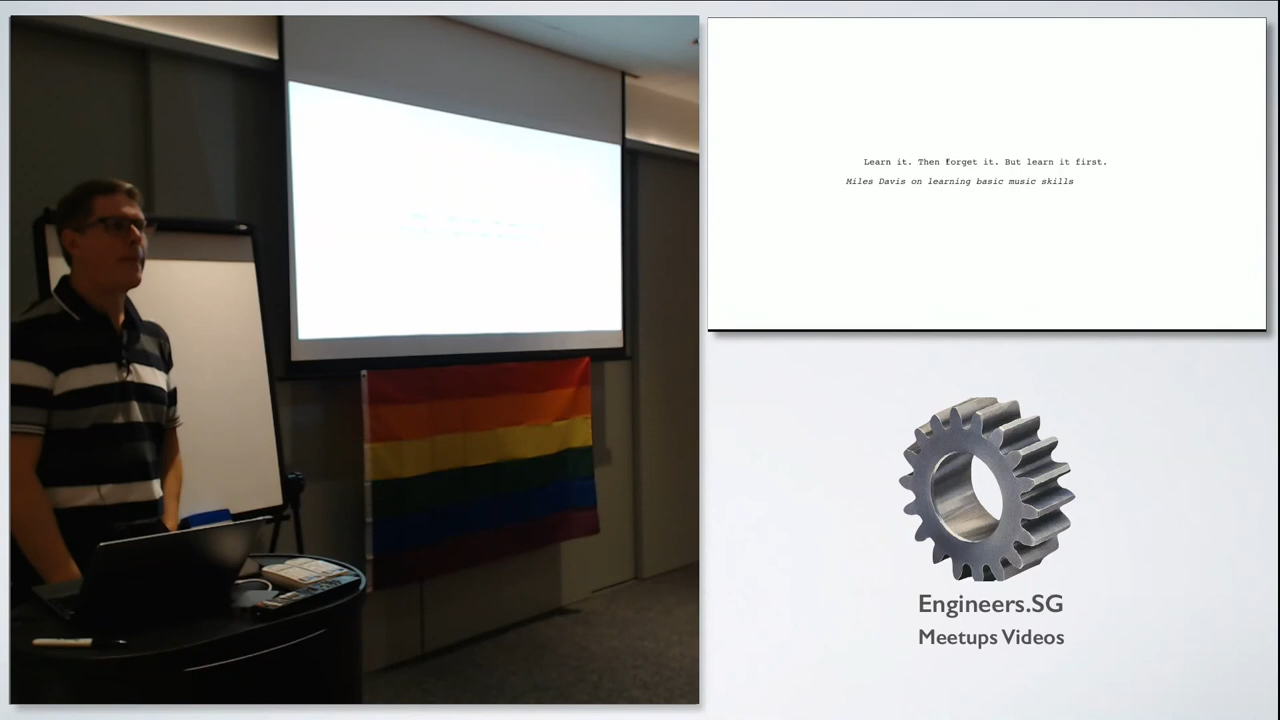 Learn it. Then forget it. But learn it first.
Miles Davis on learning basic music skills
Engineers.SG
Meetups Videos